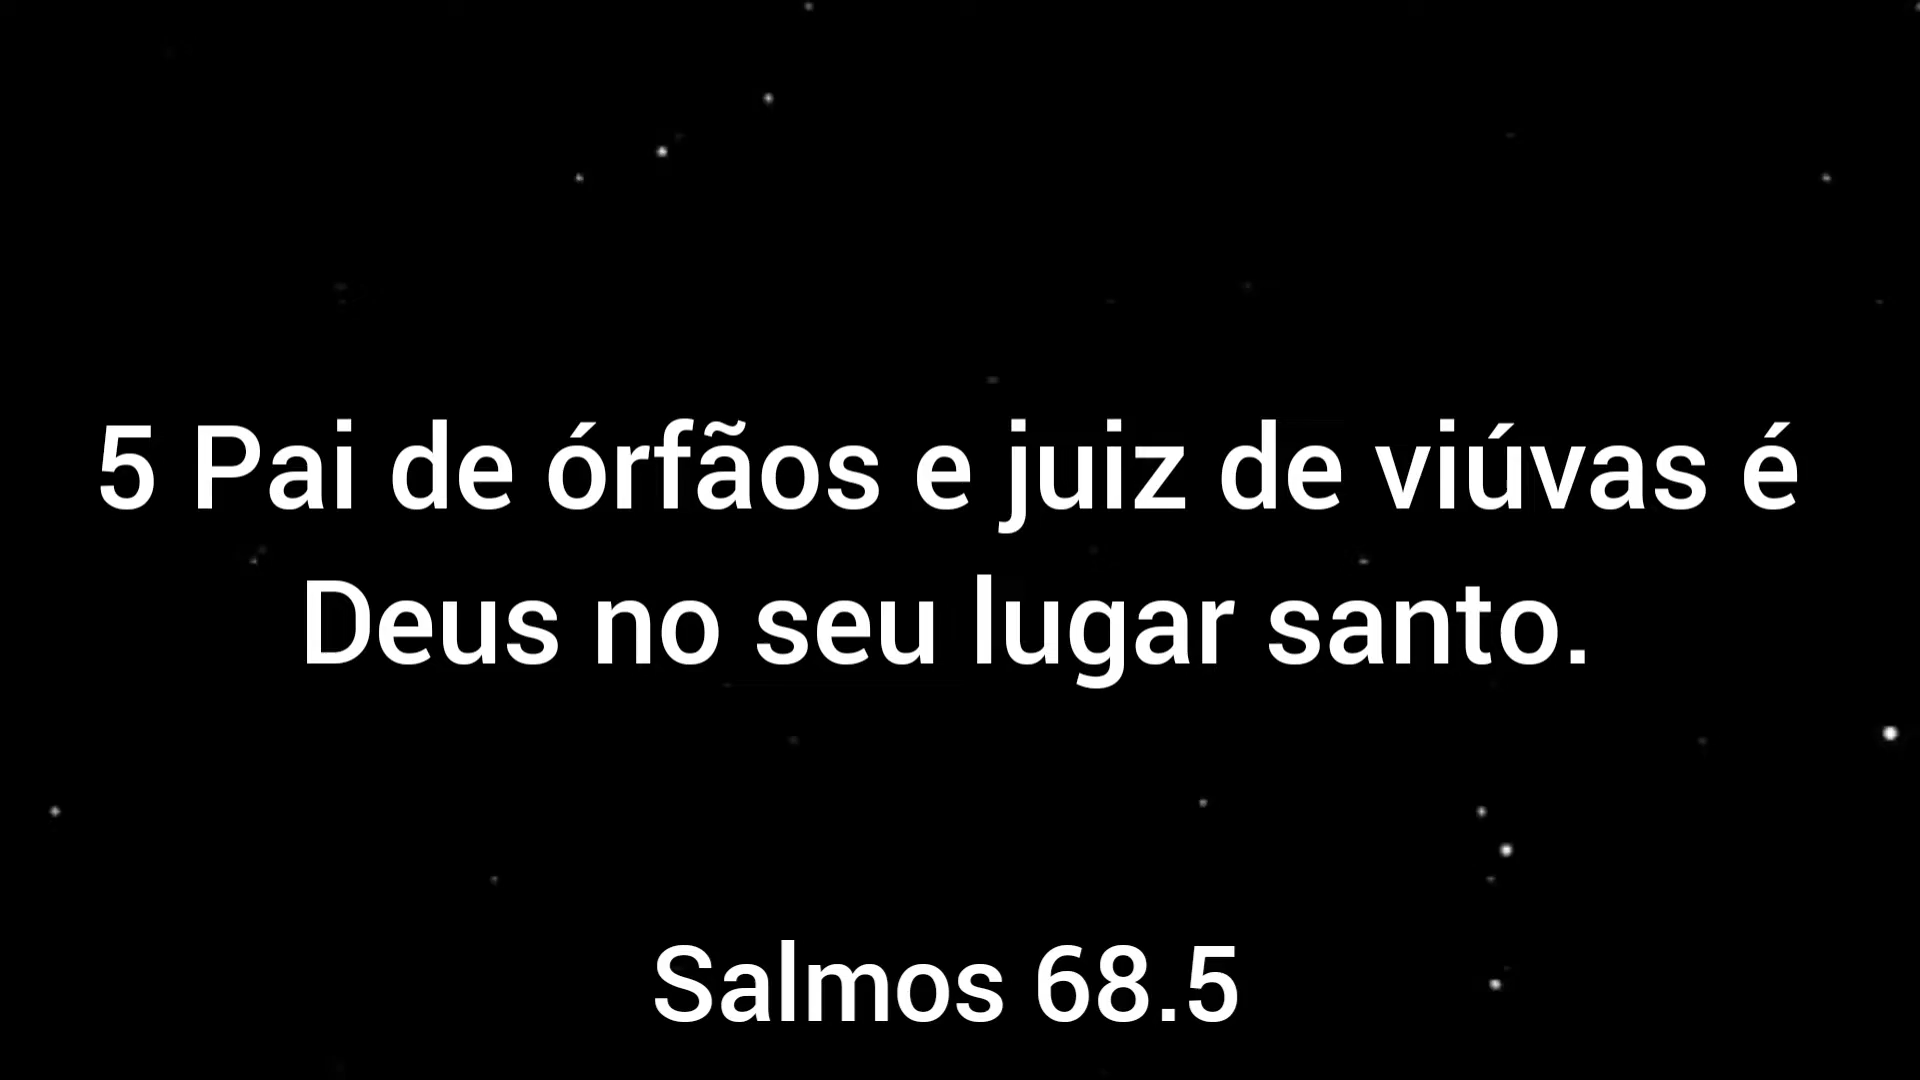 5 Pai de órfãos e juiz de viúvas é
Deus no seu lugar santo.
Salmos 68.5